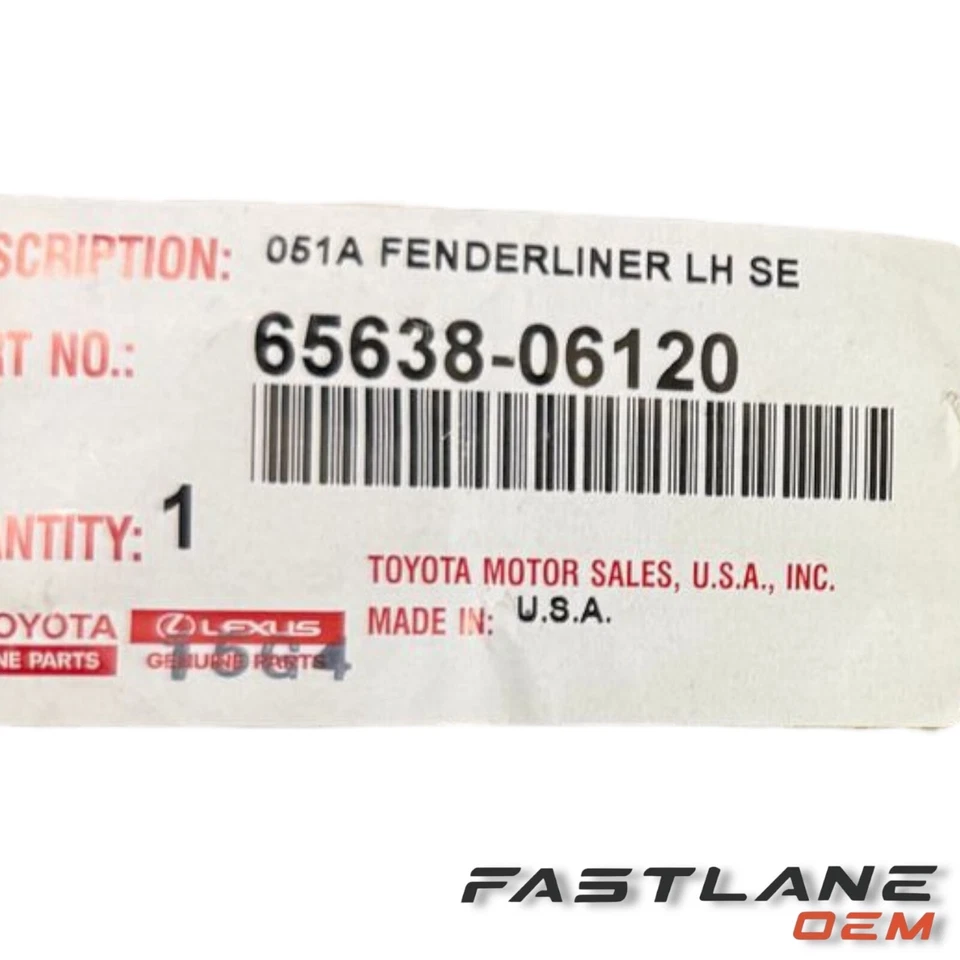 SCRIPTION: 051A FENDERLINER LH SE
RT NO.: 65638-06120
ANTITY: 1
TOYOTA MOTOR SALES, U.S.A., INC.
MADE IN: U.S.A.
OYOTA
NE PARTS
LEXUS
GENUINE PARTS
15G4
FASTLANE
OEM